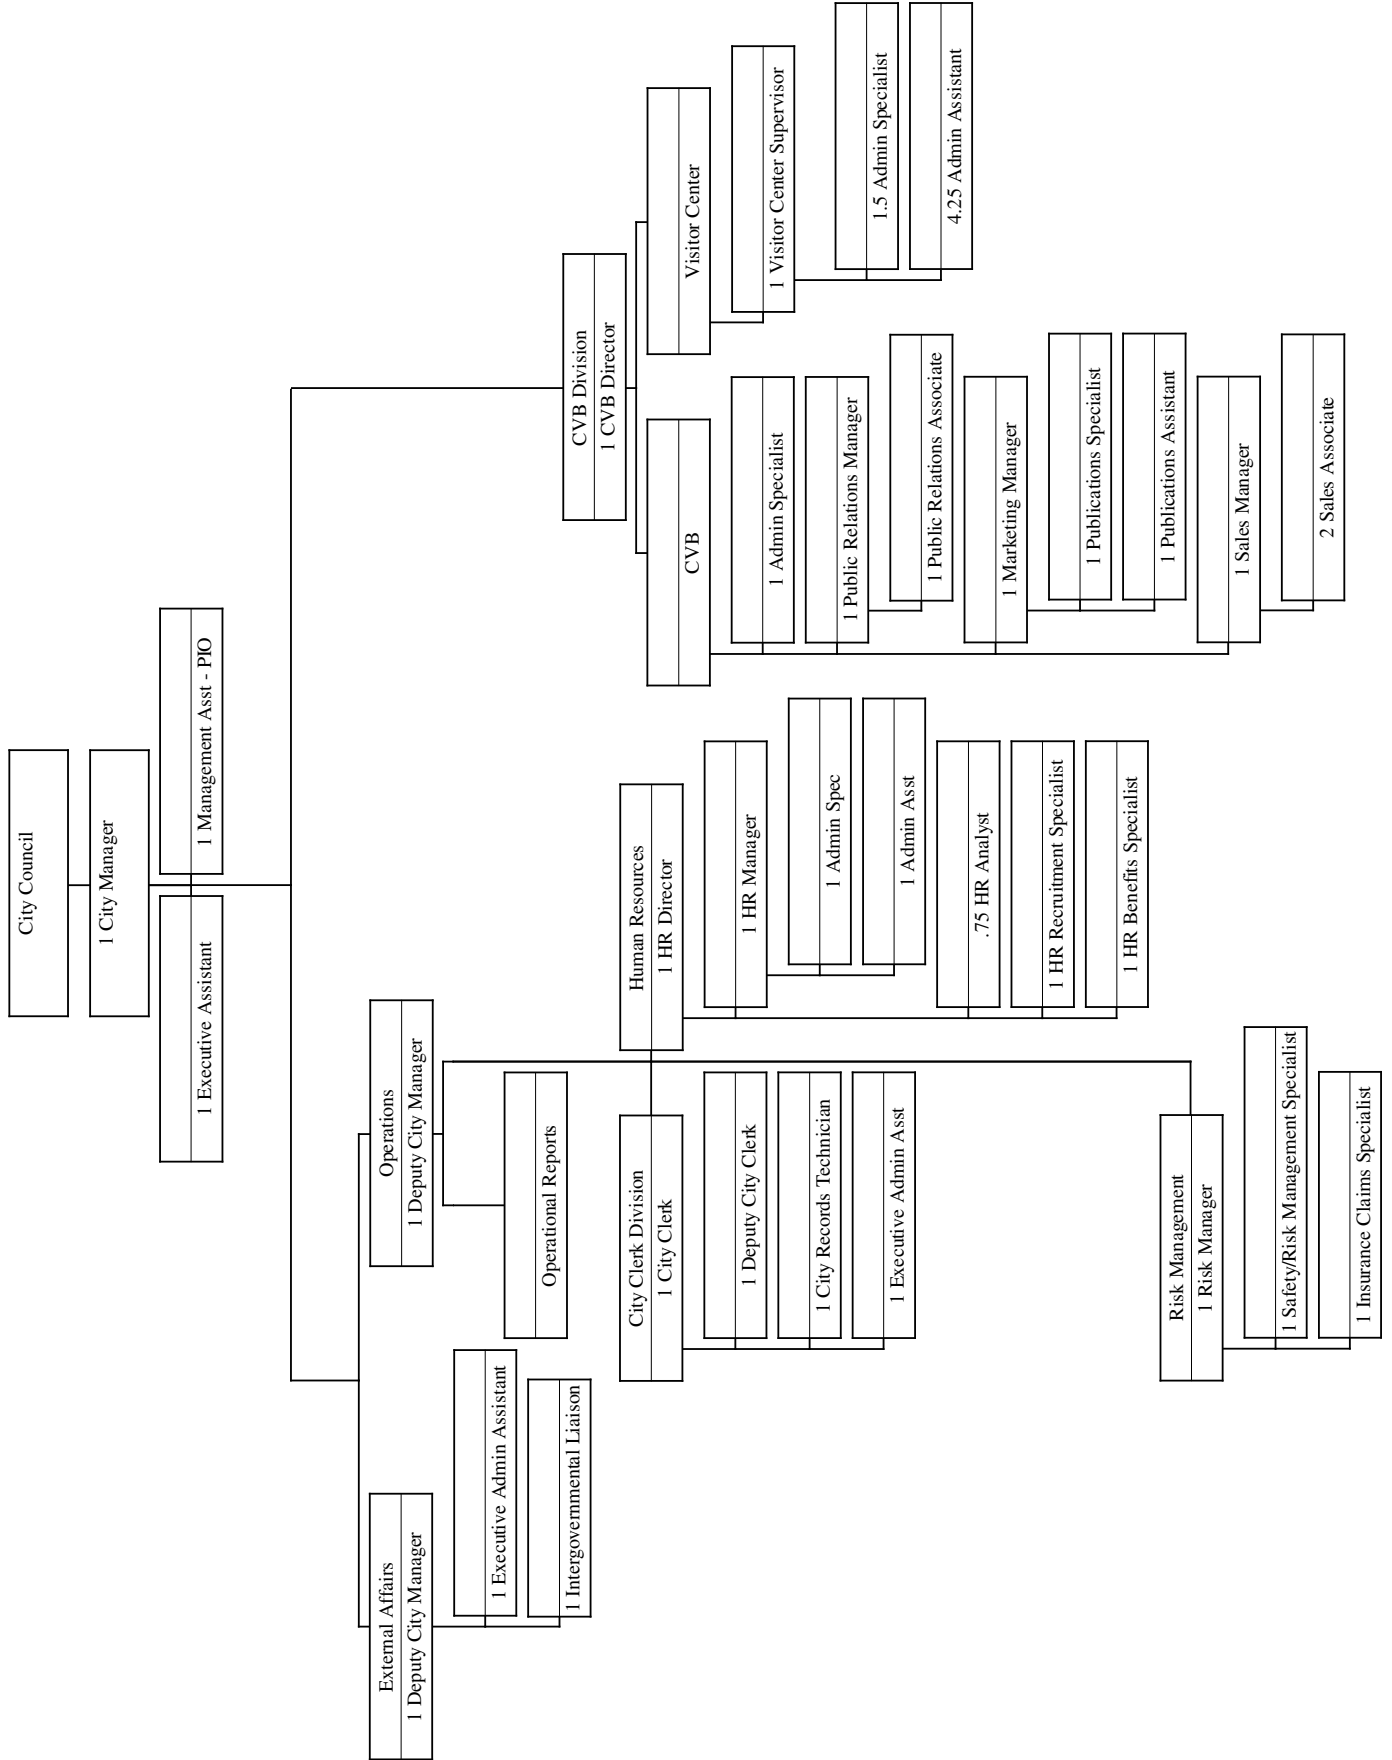 City Council
1 City Manager
1 Executive Assistant
1 Management Asst - PIO
External Affairs
1 Deputy City Manager
1 Executive Admin Assistant
1 Intergovernmental Liaison
Operations
1 Deputy City Manager
Operational Reports
City Clerk Division
1 City Clerk
1 Deputy City Clerk
1 City Records Technician
1 Executive Admin Asst
Human Resources
1 HR Director
1 HR Manager
1 Admin Spec
1 Admin Asst
.75 HR Analyst
1 HR Recruitment Specialist
1 HR Benefits Specialist
Risk Management
1 Risk Manager
1 Safety/Risk Management Specialist
1 Insurance Claims Specialist
CVB Division
1 CVB Director
CVB
1 Admin Specialist
1 Public Relations Manager
1 Public Relations Associate
1 Marketing Manager
1 Publications Specialist
1 Publications Assistant
1 Sales Manager
2 Sales Associate
Visitor Center
1 Visitor Center Supervisor
1.5 Admin Specialist
4.25 Admin Assistant